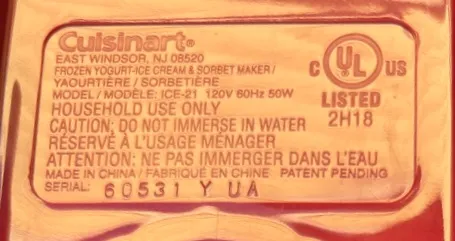 Cuisinart®
EAST WINDSOR, NJ 08520
FROZEN YOGURT-ICE CREAM & SORBET MAKER/
YAOURTIÈRE / SORBETIÈRE
MODEL / MODÈLE: ICE-21 120V 60Hz 50W
HOUSEHOLD USE ONLY
CAUTION: DO NOT IMMERSE IN WATER
RÉSERVÉ À L'USAGE MÉNAGER
ATTENTION: NE PAS IMMERGER DANS L'EAU
MADE IN CHINA / FABRIQUÉ EN CHINE PATENT PENDING
SERIAL: 60531 Y UA
C UL® US
LISTED
2H18